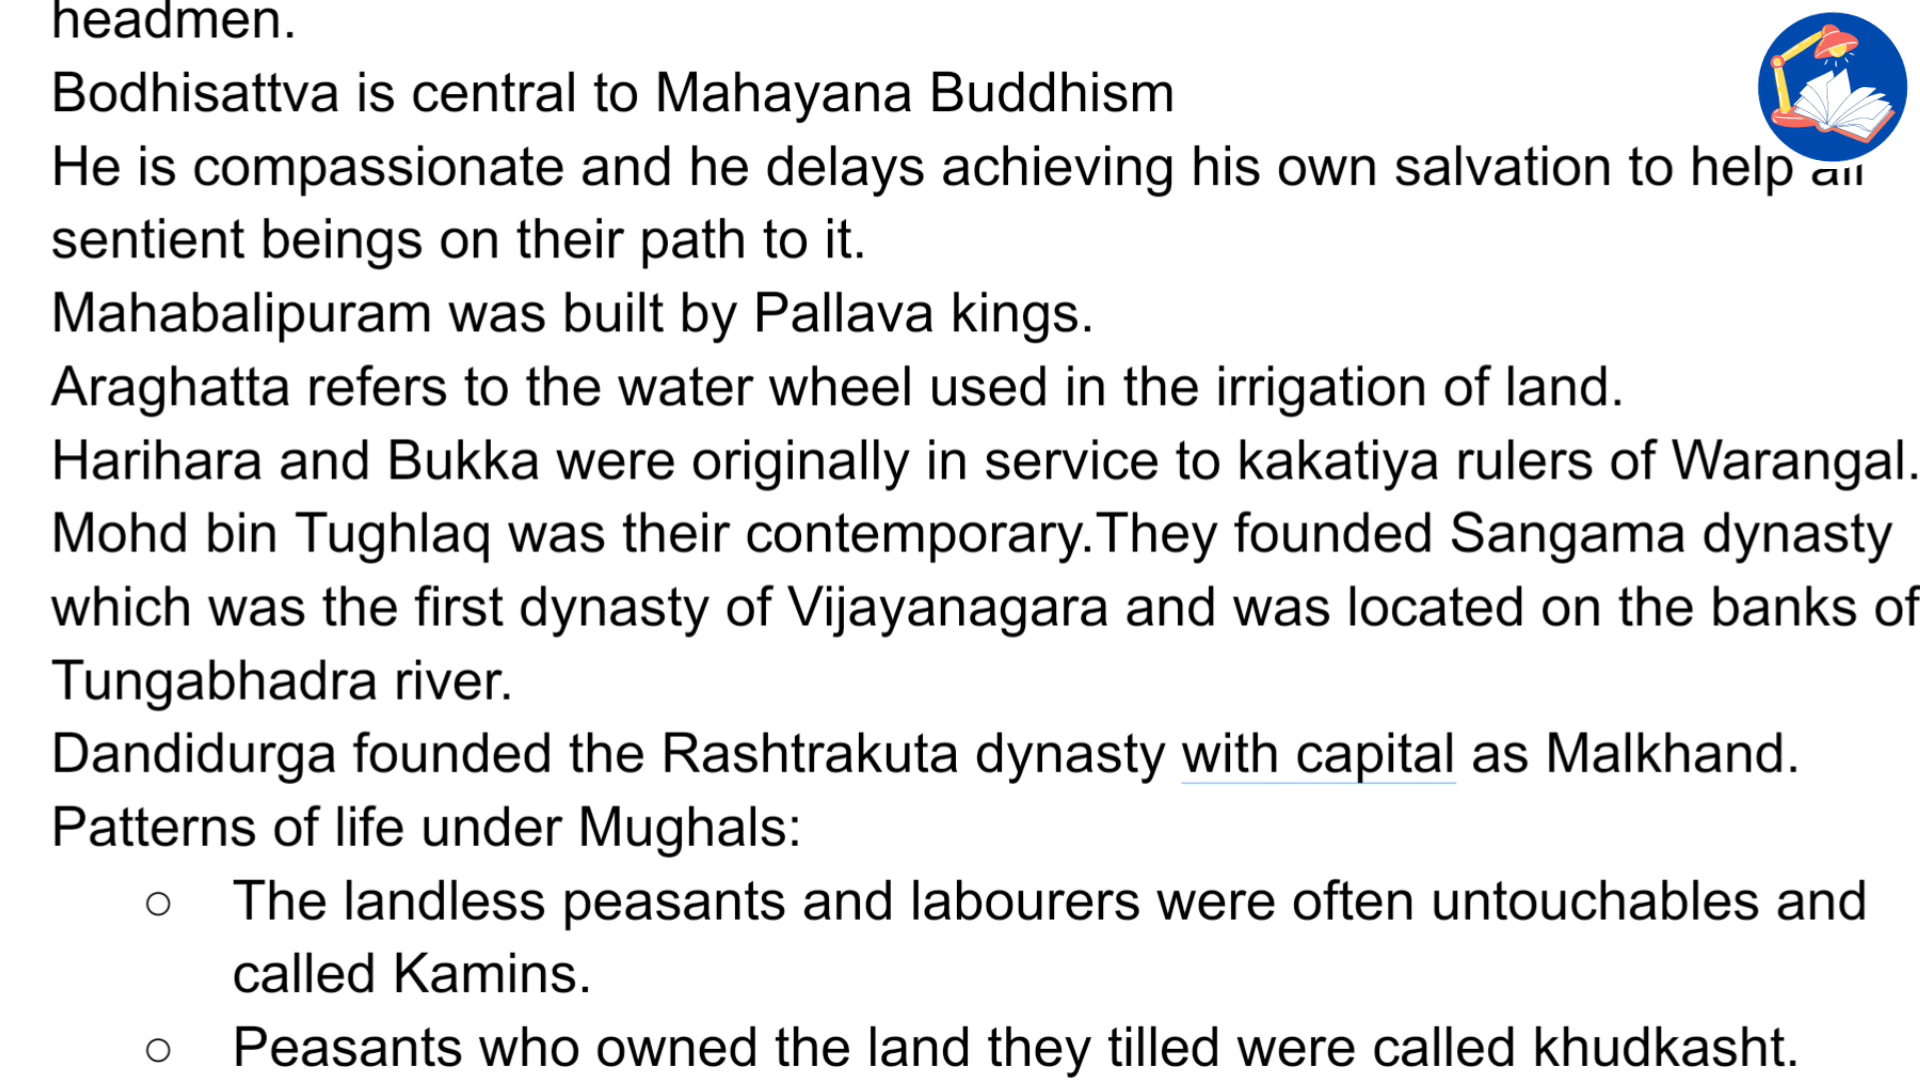 headmen.
Bodhisattva is central to Mahayana Buddhism
He is compassionate and he delays achieving his own salvation to help all
sentient beings on their path to it.
Mahabalipuram was built by Pallava kings.
Araghatta refers to the water wheel used in the irrigation of land.
Harihara and Bukka were originally in service to kakatiya rulers of Warangal.
Mohd bin Tughlaq was their contemporary.They founded Sangama dynasty
which was the first dynasty of Vijayanagara and was located on the banks of
Tungabhadra river.
Dandidurga founded the Rashtrakuta dynasty with capital as Malkhand.
Patterns of life under Mughals:
○ The landless peasants and labourers were often untouchables and
called Kamins.
○ Peasants who owned the land they tilled were called khudkasht.